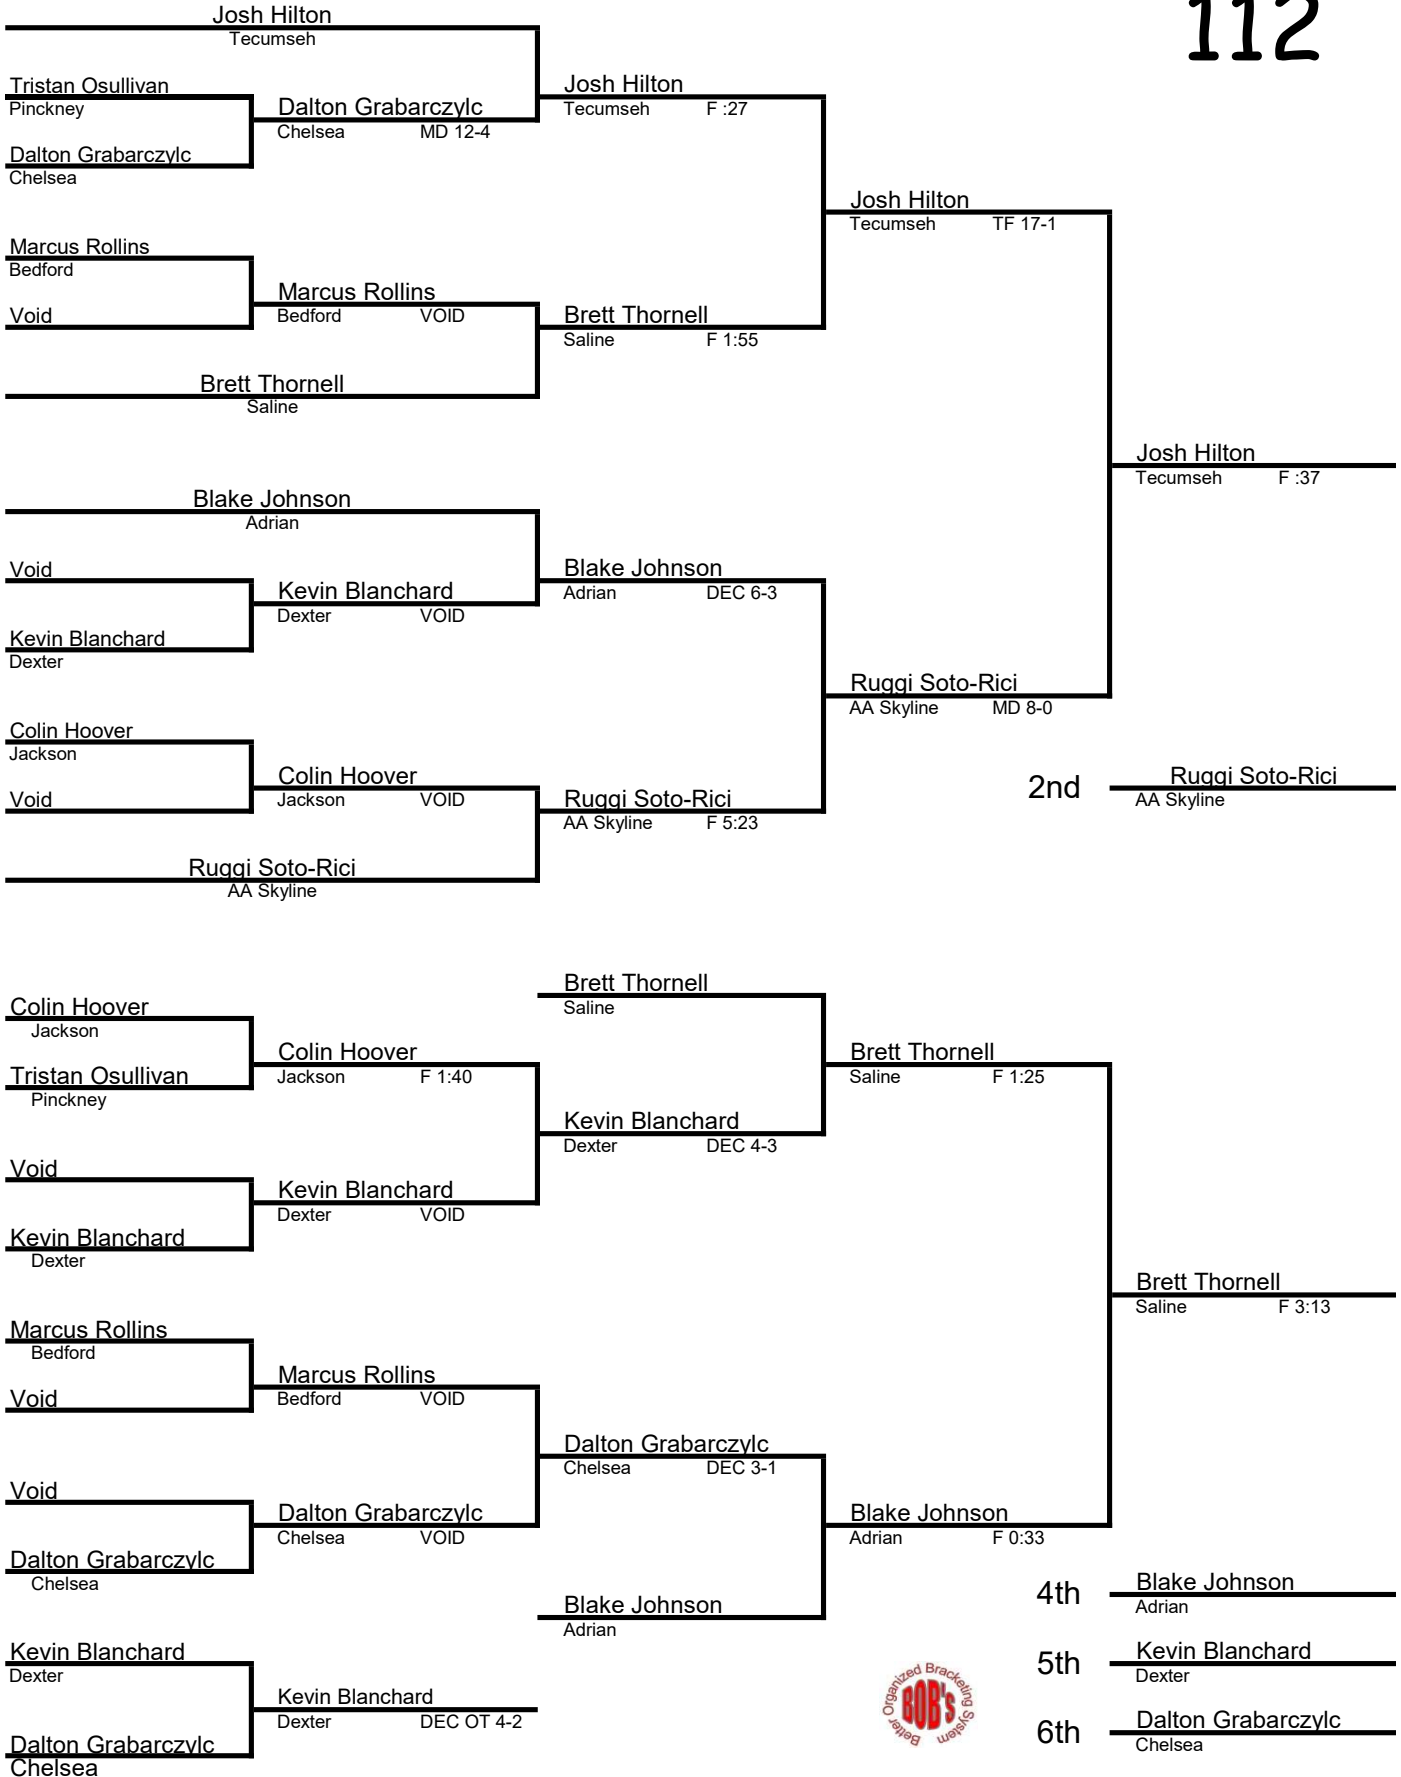 112
Josh Hilton
Tecumseh
Tristan Osullivan
Pinckney
Dalton Grabarczylc
Chelsea MD 12-4
Josh Hilton
Tecumseh F :27
Dalton Grabarczylc
Chelsea
Josh Hilton
Tecumseh TF 17-1
Marcus Rollins
Bedford
Marcus Rollins
Bedford VOID
Void
Brett Thornell
Saline F 1:55
Brett Thornell
Saline
Josh Hilton
Tecumseh F :37
Blake Johnson
Adrian
Void
Kevin Blanchard
Dexter VOID
Blake Johnson
Adrian DEC 6-3
Kevin Blanchard
Dexter
Ruggi Soto-Rici
AA Skyline MD 8-0
Colin Hoover
Jackson
Colin Hoover
Jackson VOID
Void
Ruggi Soto-Rici
AA Skyline F 5:23
2nd Ruggi Soto-Rici
AA Skyline
Ruggi Soto-Rici
AA Skyline
Brett Thornell
Saline
Colin Hoover
Jackson
Colin Hoover
Jackson F 1:40
Tristan Osullivan
Pinckney
Brett Thornell
Saline F 1:25
Kevin Blanchard
Dexter DEC 4-3
Void
Kevin Blanchard
Dexter VOID
Kevin Blanchard
Dexter
Brett Thornell
Saline F 3:13
Marcus Rollins
Bedford
Marcus Rollins
Bedford VOID
Void
Dalton Grabarczylc
Chelsea DEC 3-1
Void
Dalton Grabarczylc
Chelsea VOID
Blake Johnson
Adrian F 0:33
Dalton Grabarczylc
Chelsea
Blake Johnson
Adrian
4th Blake Johnson
Adrian
Kevin Blanchard
Dexter
Kevin Blanchard
Dexter DEC OT 4-2
5th Kevin Blanchard
Dexter
Better Organized Bracketing System
BOB'S
6th Dalton Grabarczylc
Chelsea
Dalton Grabarczylc
Chelsea